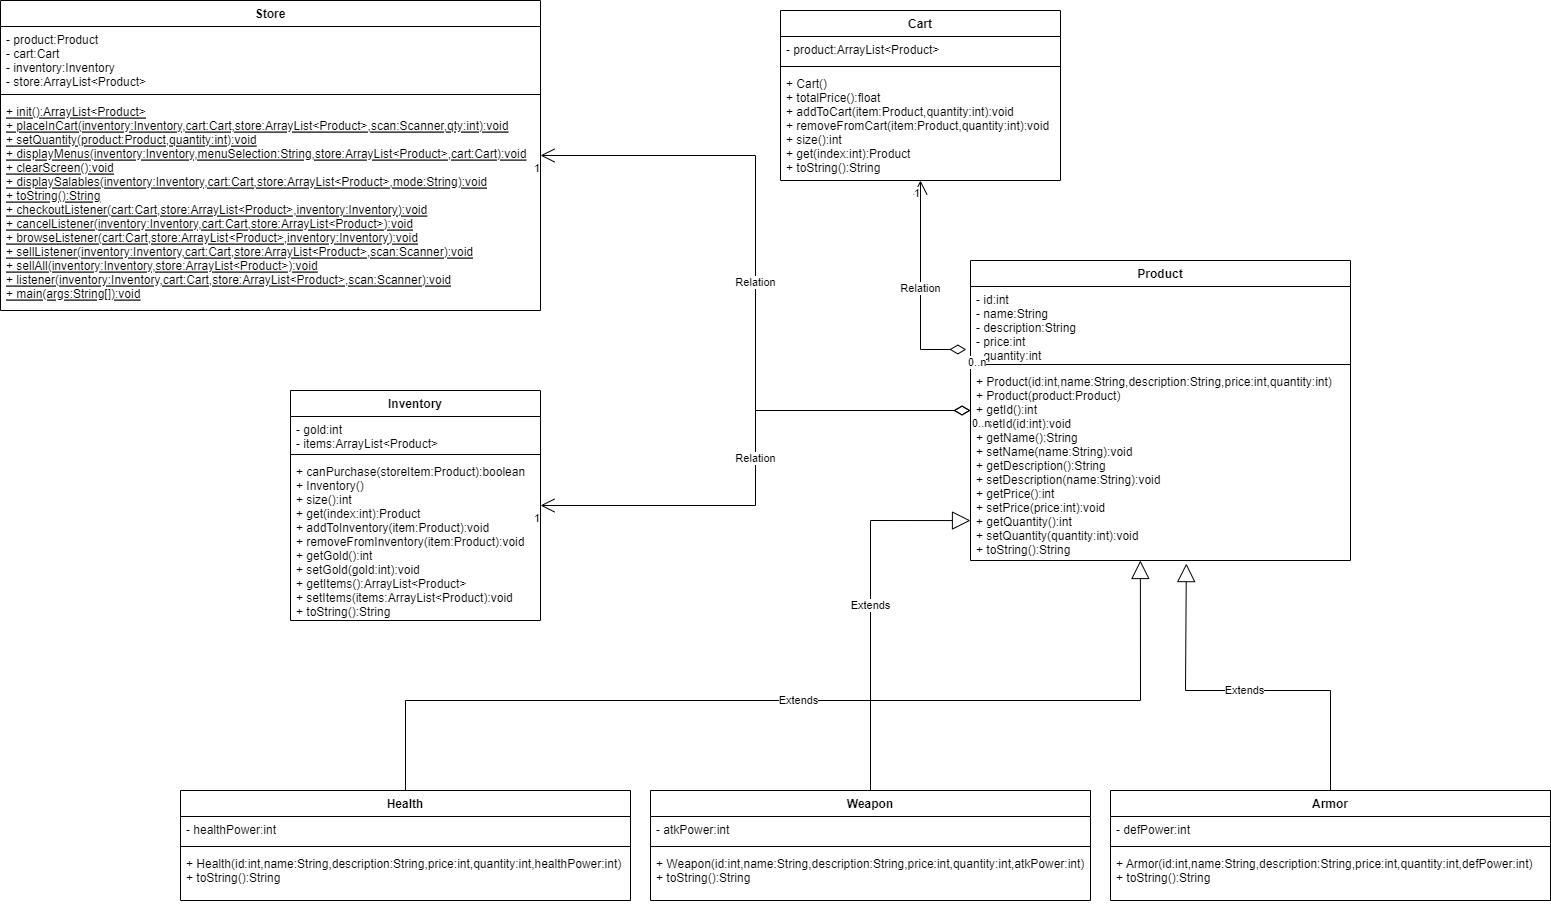 Store
- product:Product
- cart:Cart
- inventory:Inventory
- store:ArrayList<Product>
+ init():ArrayList<Product>
+ placeInCart(inventory:Inventory,cart:Cart,store:ArrayList<Product>,scan:Scanner,qty:int):void
+ setQuantity(product:Product,quantity:int):void
+ displayMenus(inventory:Inventory,menuSelection:String,store:ArrayList<Product>,cart:Cart):void
+ clearScreen():void
+ displaySalables(inventory:Inventory,cart:Cart,store:ArrayList<Product>,mode:String):void
+ toString():String
+ checkoutListener(cart:Cart,store:ArrayList<Product>,inventory:Inventory):void
+ cancelListener(inventory:Inventory,cart:Cart,store:ArrayList<Product>):void
+ browseListener(cart:Cart,store:ArrayList<Product>,inventory:Inventory):void
+ sellListener(inventory:Inventory,cart:Cart,store:ArrayList<Product>,scan:Scanner):void
+ sellAll(inventory:Inventory,store:ArrayList<Product>):void
+ listener(inventory:Inventory,cart:Cart,store:ArrayList<Product>,scan:Scanner):void
+ main(args:String[]):void
1
Cart
- product:ArrayList<Product>
+ Cart()
+ totalPrice():float
+ addToCart(item:Product,quantity:int):void
+ removeFromCart(item:Product,quantity:int):void
+ size():int
+ get(index:int):Product
+ toString():String
1
Relation
Relation
Product
- id:int
- name:String
- description:String
- price:int
quantity:int
0..n
+ Product(id:int,name:String,description:String,price:int,quantity:int)
+ Product(product:Product)
+ getId():int
0..n
setId(id:int):void
+ getName():String
+ setName(name:String):void
+ getDescription():String
+ setDescription(name:String):void
+ getPrice():int
+ setPrice(price:int):void
+ getQuantity():int
+ setQuantity(quantity:int):void
+ toString():String
Inventory
- gold:int
- items:ArrayList<Product>
+ canPurchase(storeItem:Product):boolean
+ Inventory()
+ size():int
+ get(index:int):Product
+ addToInventory(item:Product):void
+ removeFromInventory(item:Product):void
+ getGold():int
+ setGold(gold:int):void
+ getItems():ArrayList<Product>
+ setItems(items:ArrayList<Product):void
+ toString():String
1
Relation
Extends
Extends
Extends
Health
- healthPower:int
+ Health(id:int,name:String,description:String,price:int,quantity:int,healthPower:int)
+ toString():String
Weapon
- atkPower:int
+ Weapon(id:int,name:String,description:String,price:int,quantity:int,atkPower:int)
+ toString():String
Armor
- defPower:int
+ Armor(id:int,name:String,description:String,price:int,quantity:int,defPower:int)
+ toString():String